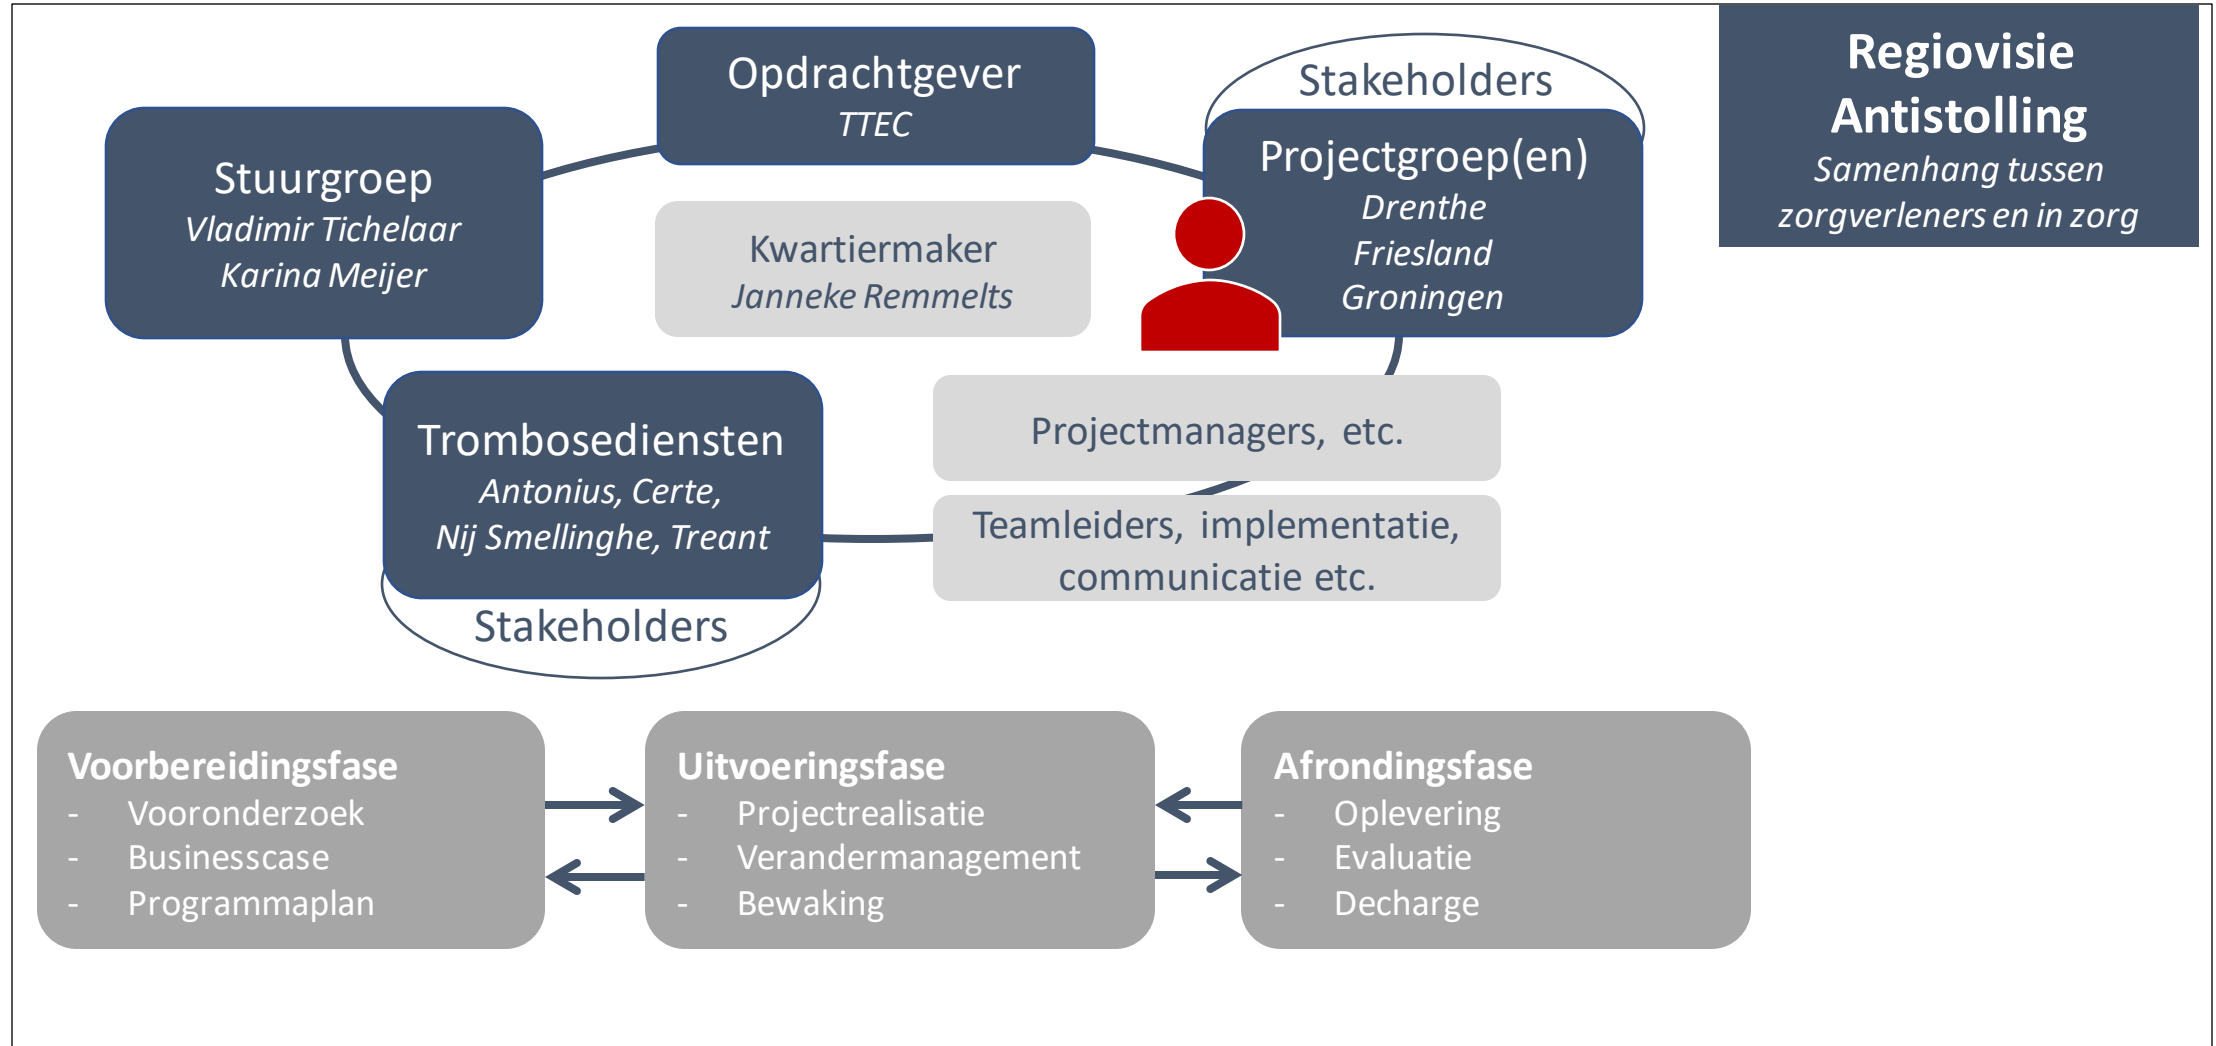 Opdrachtgever
TTEC
Stakeholders
Regiovisie
Antistolling
Samenhang tussen
zorgverleners en in zorg
Stuurgroep
Vladimir Tichelaar
Karina Meijer
Projectgroep(en)
Drenthe
Friesland
Groningen
Kwartiermaker
Janneke Remmelts
Trombosediensten
Antonius, Certe,
Nij Smellinghe, Treant
Projectmanagers, etc.
Teamleiders, implementatie,
communicatie etc.
Stakeholders
Voorbereidingsfase
- Vooronderzoek
- Businesscase
- Programmaplan
Uitvoeringsfase
- Projectrealisatie
- Verandermanagement
- Bewaking
Afrondingsfase
- Oplevering
- Evaluatie
- Decharge